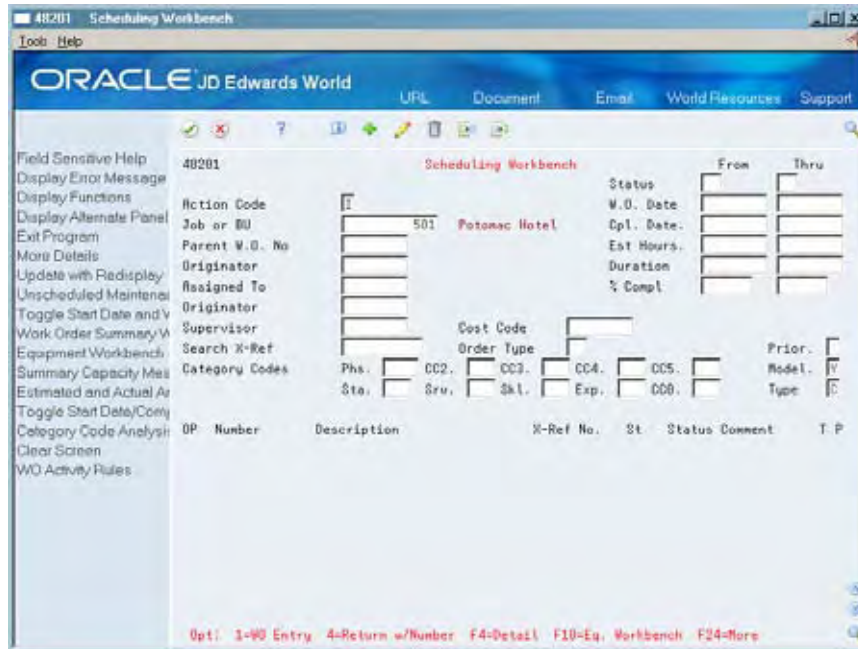 48201 Scheduling Workbench
Tools Help
ORACLE JD Edwards World
URL Document Email World Resources Support
Field Sensitive Help
Display Error Message
Display Functions
Display Alternate Panel
Exit Program
More Details
Update with Redisplay
Unscheduled Maintenan
Toggle Start Date and V
Work Order Summary W
Equipment Workbench
Summary Capacity Mes
Estimated and Actual Ar
Toggle Start Date/Comp
Category Code Analysis
Clear Screen
WO Activity Rules
48201 Scheduling Workbench From Thru
Status
Action Code I W.O. Date
Job or BU 501 Potomac Hotel Cpl. Date.
Parent W.O. No Est Hours.
Originator Duration
Assigned To % Compl
Originator
Supervisor Cost Code
Search X-Ref Order Type Prior.
Category Codes Phs. CC2. CC3. CC4. CC5. Model. Y
Sta. Srv. Skl. Exp. CC0. Type C
OP Number Description X-Ref No. St Status Comment T P
Opt: 1=WO Entry 4=Return w/Number F4=Detail F10=Eq. Workbench F24=More